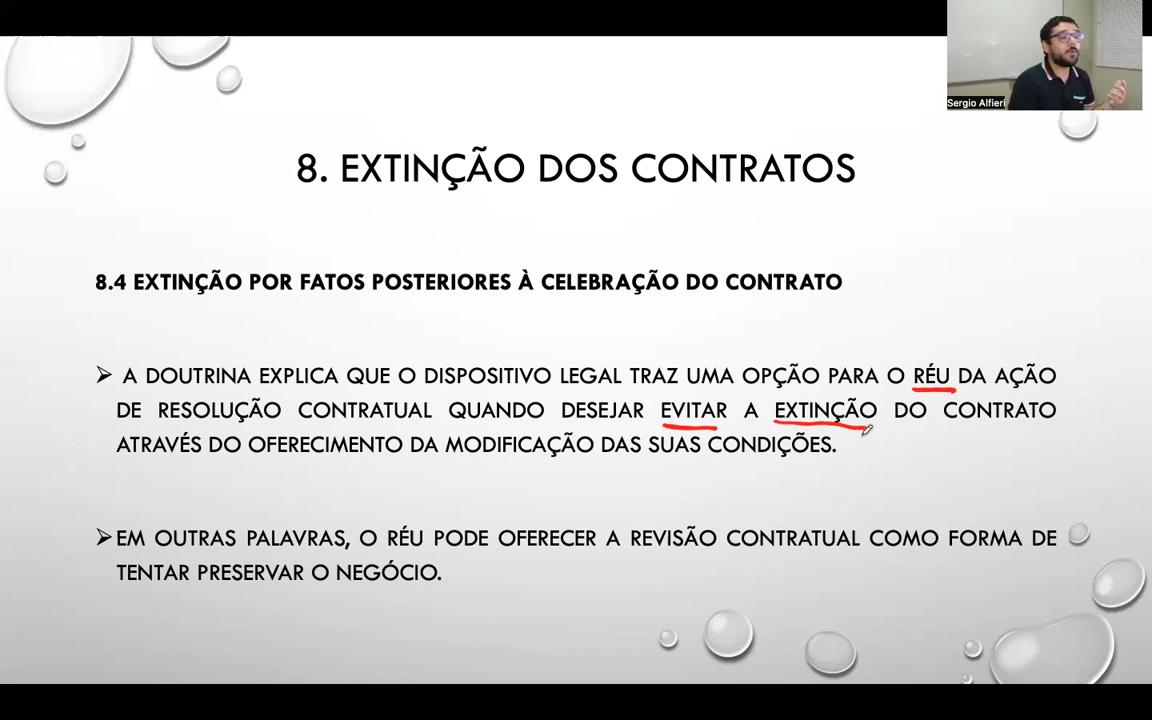 Sergio Alfieri
8. EXTINÇÃO DOS CONTRATOS
8.4 EXTINÇÃO POR FATOS POSTERIORES À CELEBRAÇÃO DO CONTRATO
A DOUTRINA EXPLICA QUE O DISPOSITIVO LEGAL TRAZ UMA OPÇÃO PARA O RÉU DA AÇÃO
DE RESOLUÇÃO CONTRATUAL QUANDO DESEJAR EVITAR A EXTINÇÃO DO CONTRATO
ATRAVÉS DO OFERECIMENTO DA MODIFICAÇÃO DAS SUAS CONDIÇÕES.
EM OUTRAS PALAVRAS, O RÉU PODE OFERECER A REVISÃO CONTRATUAL COMO FORMA DE
TENTAR PRESERVAR O NEGÓCIO.